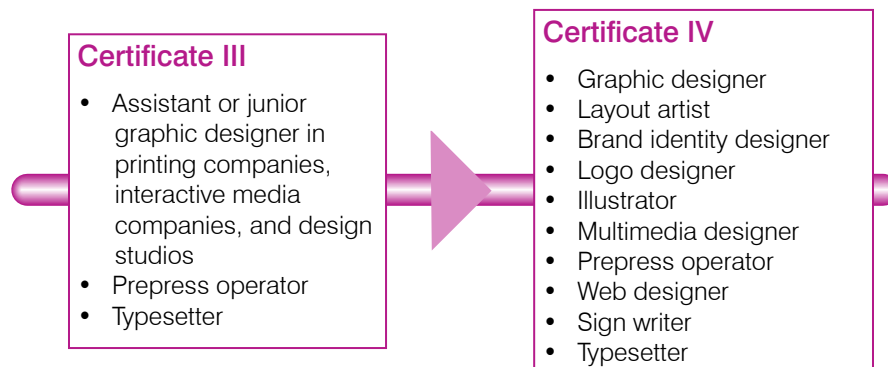 Certificate III
• Assistant or junior
graphic designer in
printing companies,
interactive media
companies, and design
studios
• Prepress operator
• Typesetter
Certificate IV
• Graphic designer
• Layout artist
• Brand identity designer
• Logo designer
• Illustrator
• Multimedia designer
• Prepress operator
• Web designer
• Sign writer
• Typesetter